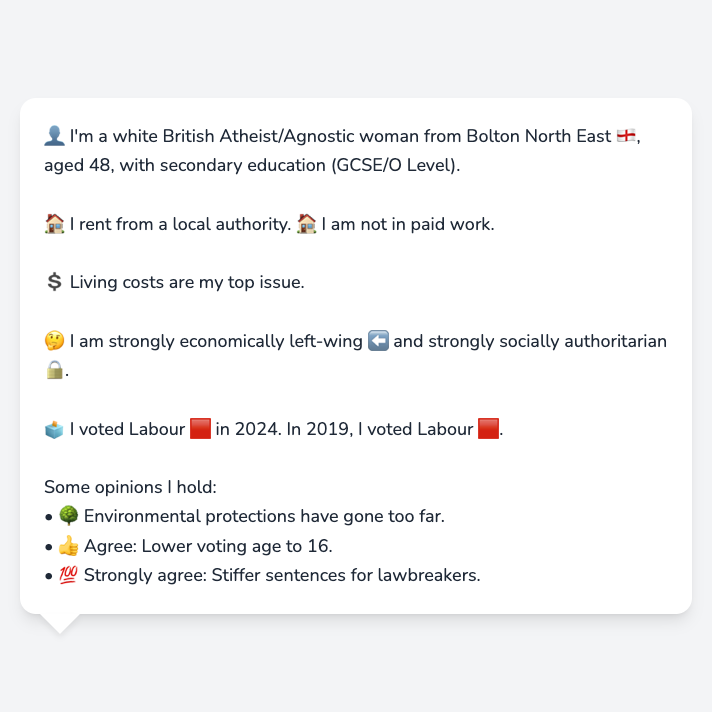 👤 I'm a white British Atheist/Agnostic woman from Bolton North East 🏴󠁧󠁢󠁥󠁮󠁧󠁿,
aged 48, with secondary education (GCSE/O Level).
🏠 I rent from a local authority. 🏠 I am not in paid work.
💲 Living costs are my top issue.
🤔 I am strongly economically left-wing ⬅️ and strongly socially authoritarian
🔒.
🗳️ I voted Labour 🟥 in 2024. In 2019, I voted Labour 🟥.
Some opinions I hold:
• 🌳 Environmental protections have gone too far.
• 👍 Agree: Lower voting age to 16.
• 💯 Strongly agree: Stiffer sentences for lawbreakers.